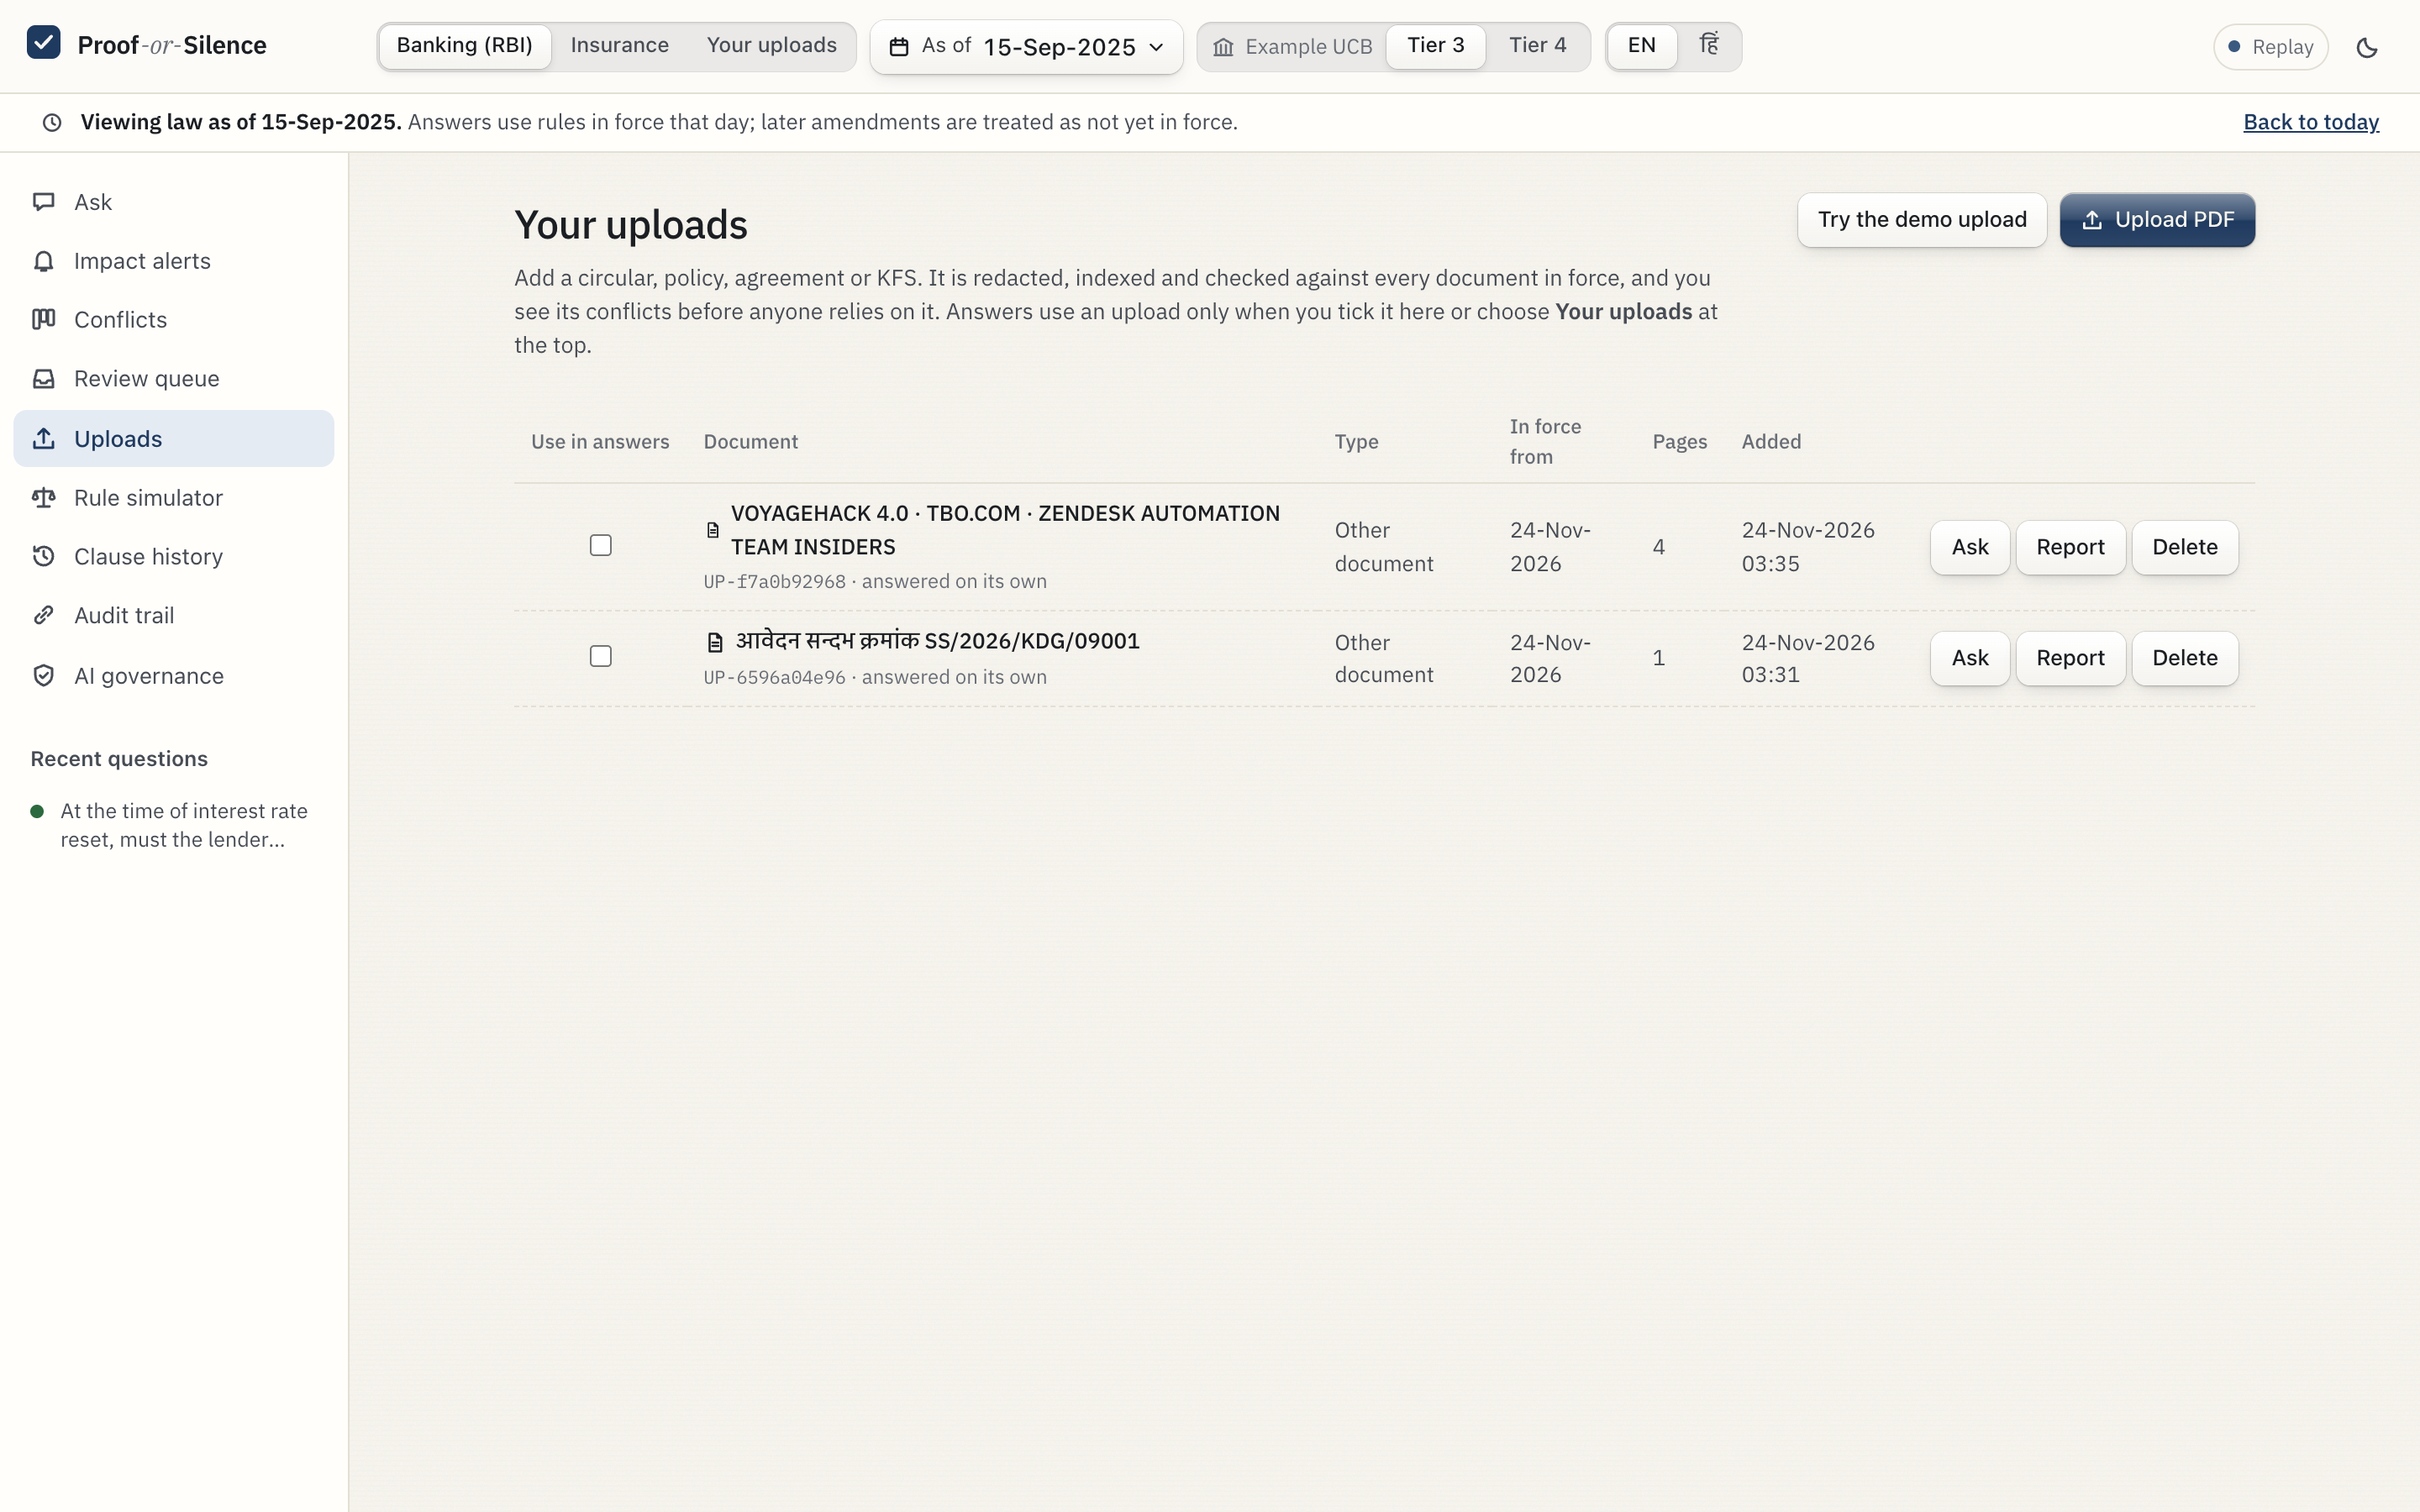 Proof-or-Silence
Banking (RBI) Insurance Your uploads
As of 15-Sep-2025
Example UCB Tier 3 Tier 4
EN हिं
Replay
Viewing law as of 15-Sep-2025. Answers use rules in force that day; later amendments are treated as not yet in force.
Back to today
Ask
Impact alerts
Conflicts
Review queue
Uploads
Rule simulator
Clause history
Audit trail
AI governance
Recent questions
At the time of interest rate
reset, must the lender...
Your uploads
Try the demo upload
Upload PDF
Add a circular, policy, agreement or KFS. It is redacted, indexed and checked against every document in force, and you
see its conflicts before anyone relies on it. Answers use an upload only when you tick it here or choose Your uploads at
the top.
Use in answers Document Type In force from Pages Added
VOYAGEHACK 4.0 · TBO.COM · ZENDESK AUTOMATION
TEAM INSIDERS
UP-f7a0b92968 · answered on its own
Other
document
24-Nov-
2026
4
24-Nov-2026
03:35
Ask Report Delete
आवेदन सन्दभ क्रमांक SS/2026/KDG/09001
UP-6596a04e96 · answered on its own
Other
document
24-Nov-
2026
1
24-Nov-2026
03:31
Ask Report Delete